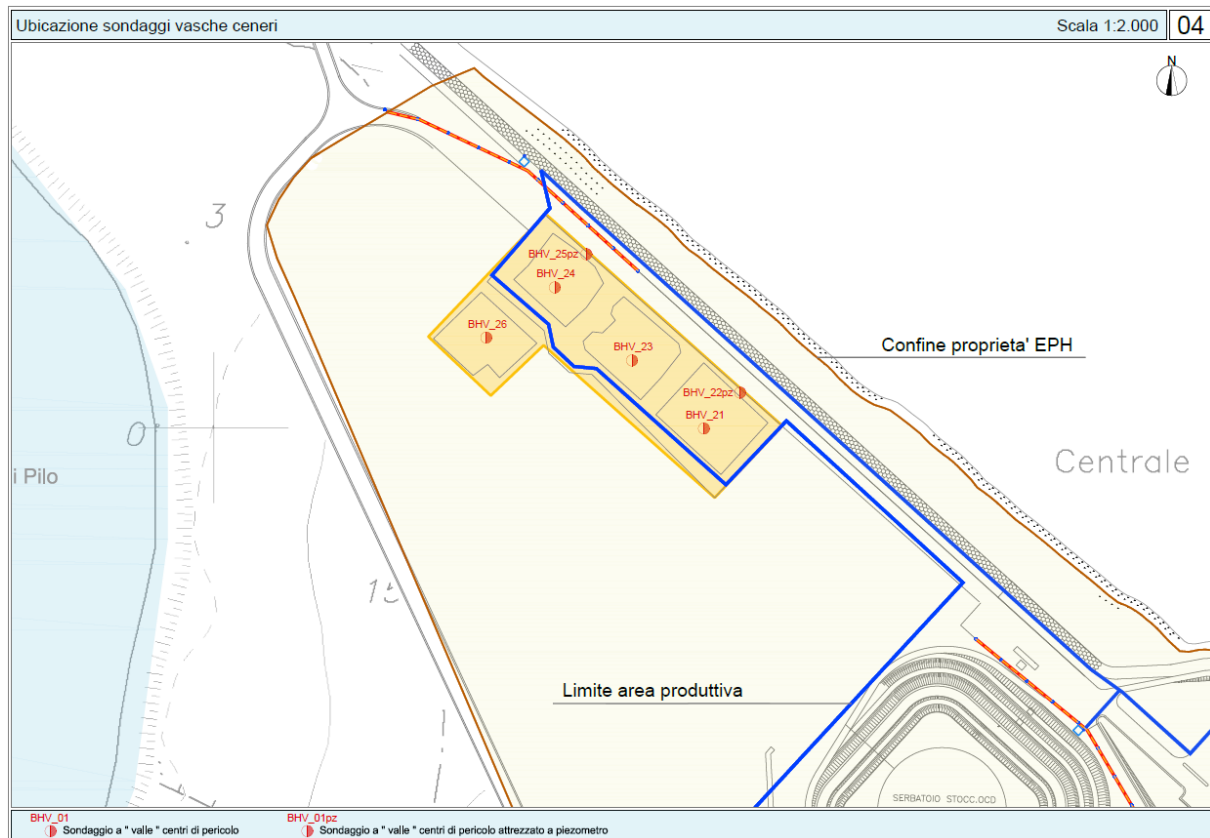 Ubicazione sondaggi vasche ceneri
Scala 1:2.000
04
N
3
BHV_25pz
BHV_24
BHV_26
BHV_23
Confine proprieta' EPH
BHV_22pz
BHV_21
0
i Pilo
Centrale
15
Limite area produttiva
SERBATOIO STOCC.OCD
BHV_01
Sondaggio a " valle " centri di pericolo
BHV_01pz
Sondaggio a " valle " centri di pericolo attrezzato a piezometro